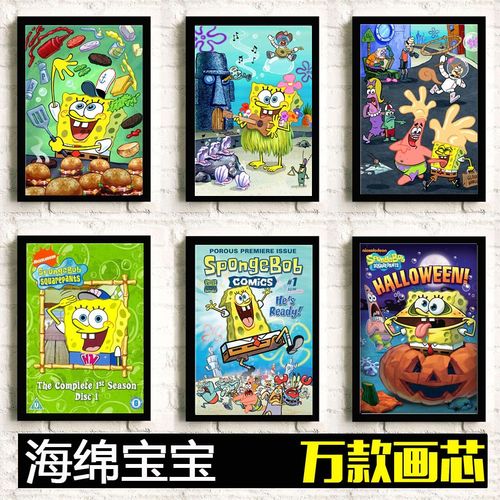 nickelodeon
SpongeBob
SQUAREPANTS
The Complete 1st Season
Disc 1
U
POROUS PREMIERE ISSUE
SpongeBob
COMICS
#1
He's
Ready!
nickelodeon
SpongeBob
SQUAREPANTS
HALLOWEEN!
海绵宝宝
万款画芯